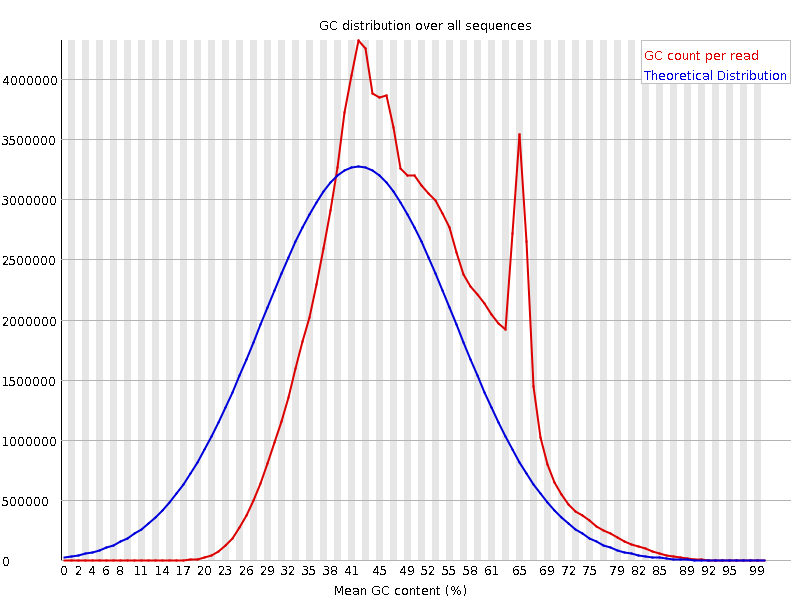 GC distribution over all sequences
GC count per read
Theoretical Distribution
4000000
3500000
3000000
2500000
2000000
1500000
1000000
500000
0
0 2 4 6 8 11 14 17 20 23 26 29 32 35 38 41 45 49 52 55 58 61 65 69 72 75 79 82 85 89 92 95 99
Mean GC content (%)